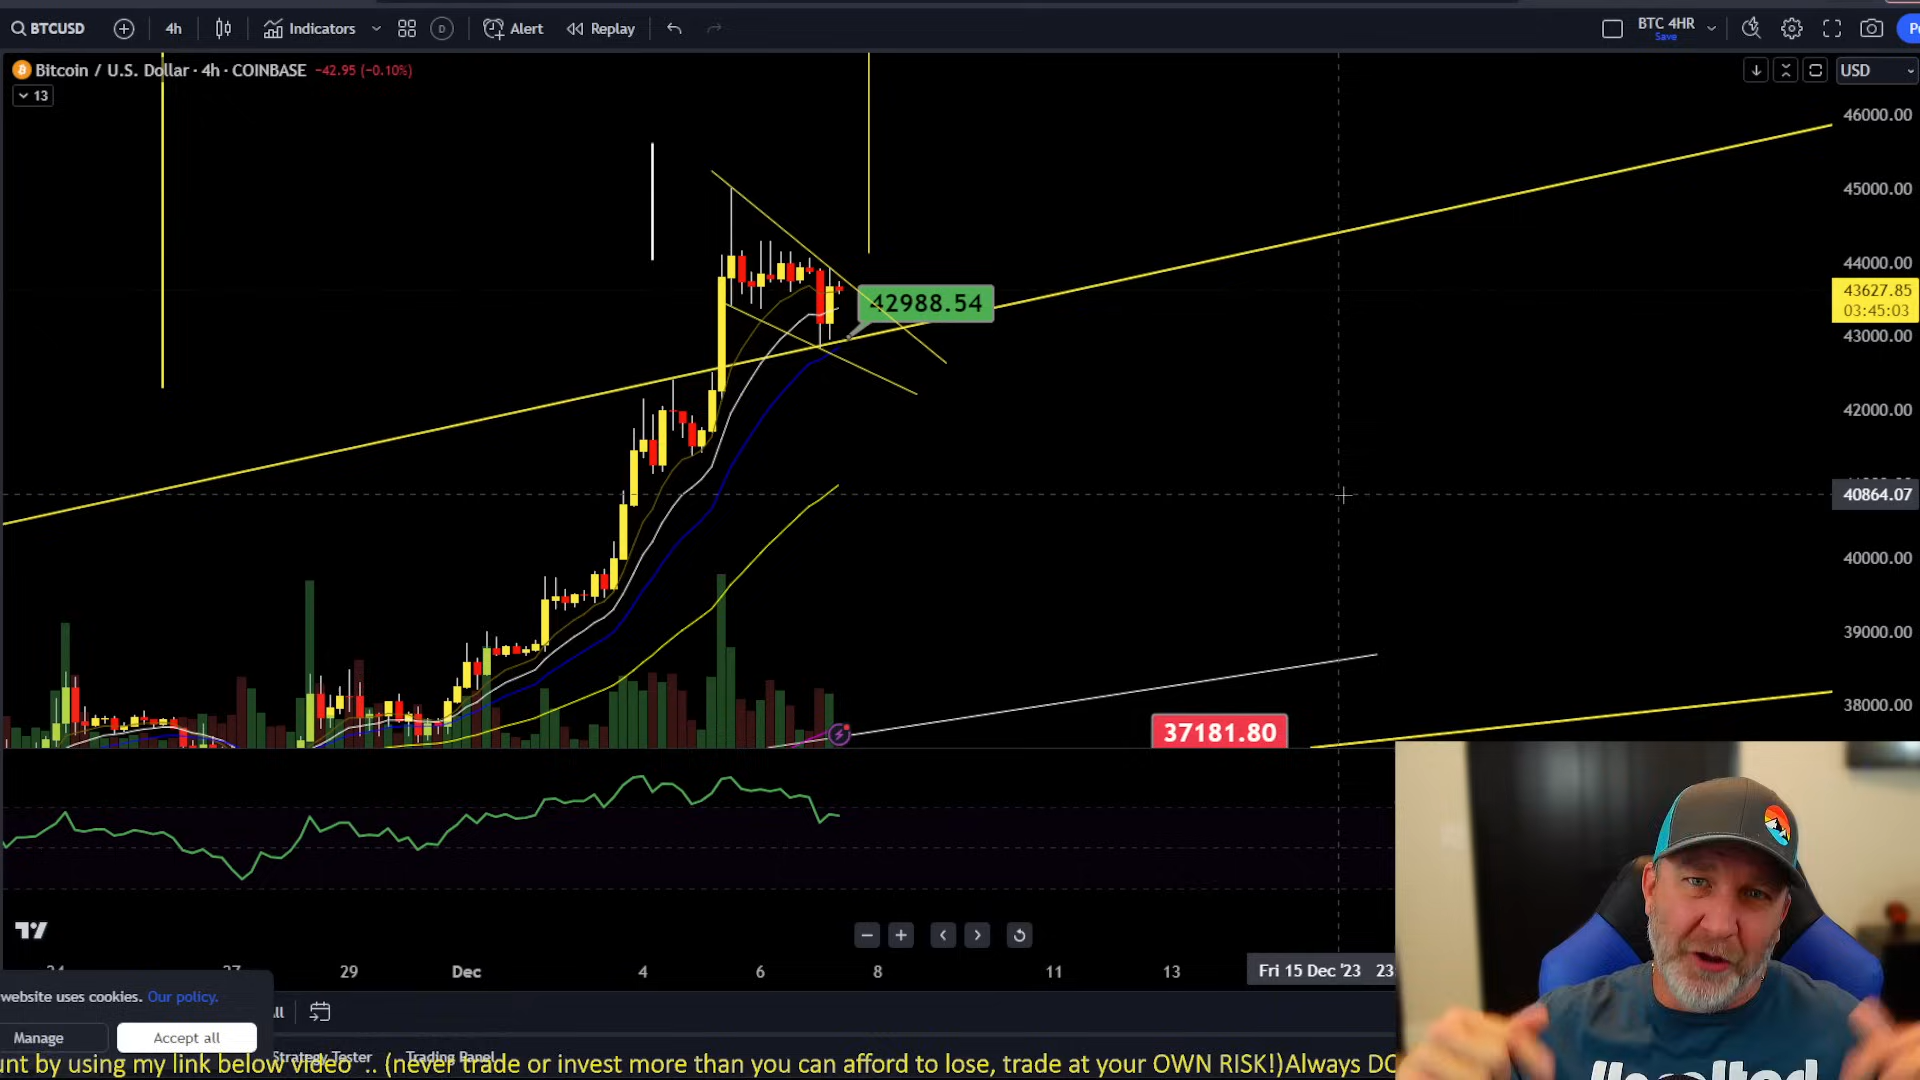 BTCUSD 4h Indicators D Alert Replay BTC 4HR
Save
Bitcoin / U.S. Dollar · 4h · COINBASE −42.95 (−0.10%) USD
13
46000.00
45000.00
44000.00
43627.85
42988.54
03:45:03
43000.00
42000.00
40864.07
40000.00
39000.00
38000.00
37181.80
27 29 Dec 4 6 8 11 13 Fri 15 Dec '23
website uses cookies. Our policy.
Manage Accept all
Strategy Tester Trading Panel
by using my link below video .. (never trade or invest more than you can afford to lose, trade at your OWN RISK!)Always